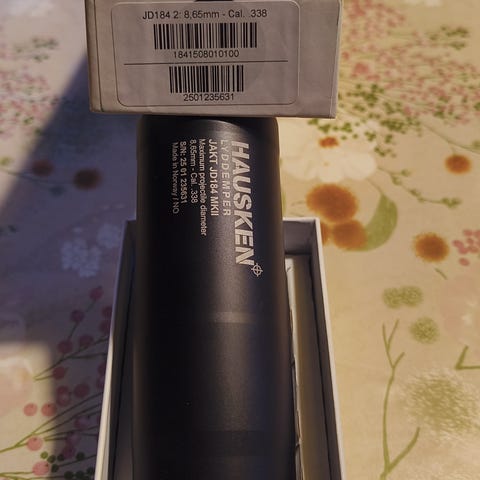 JD184 2: 8,65mm - Cal. .338
1841508010100
2501235631
HAUSKEN
LYDDEMPER
JAKT JD184 MKII
Maximum projectile diameter
8,65mm - Cal. .338
S/N: 25 01 235631
Made in Norway / NO